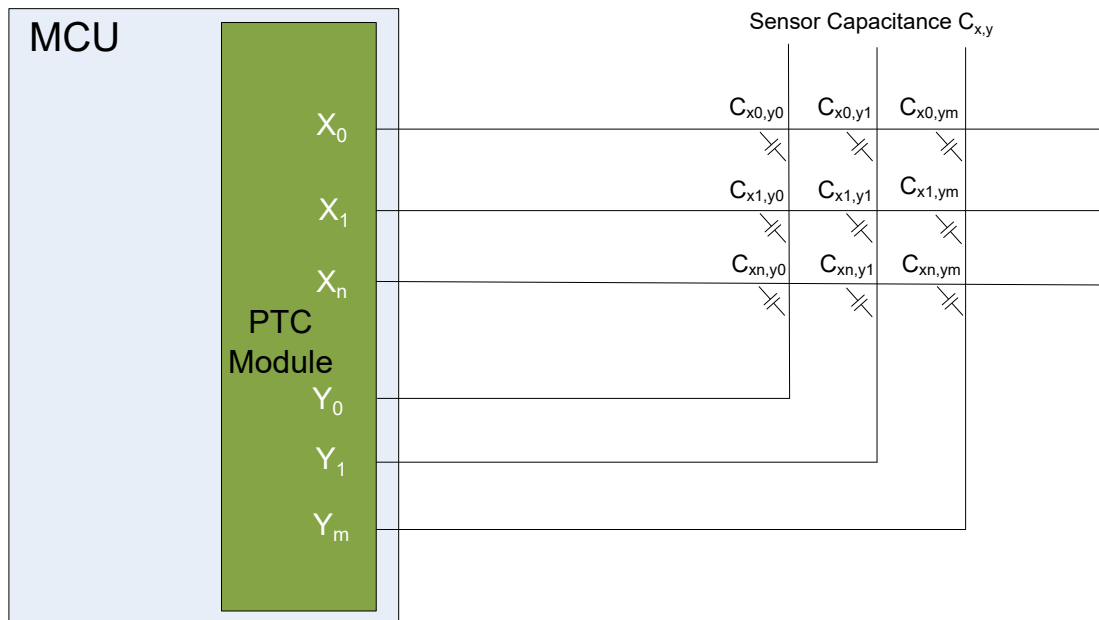 MCU
Sensor Capacitance Cx,y
X0
Cx0,y0 Cx0,y1 Cx0,ym
X1
Cx1,y0 Cx1,y1 Cx1,ym
Xn
Cxn,y0 Cxn,y1 Cxn,ym
PTC
Module
Y0
Y1
Ym